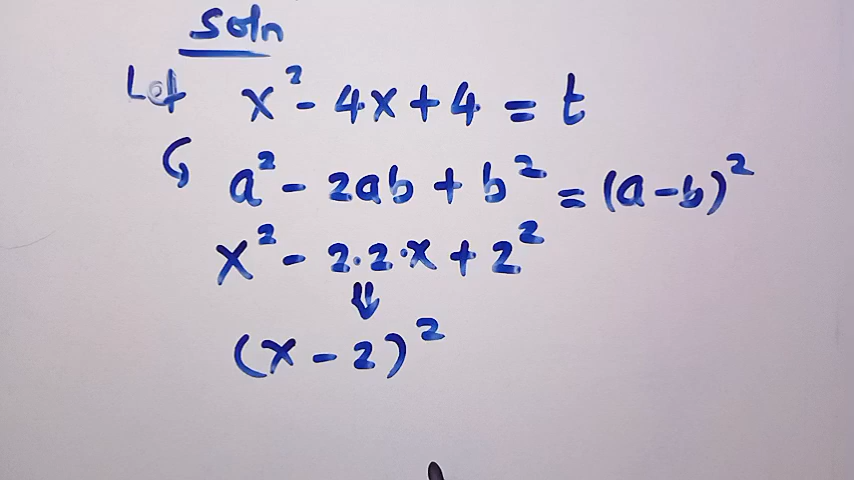 Soln
Let x² - 4x + 4 = t
a² - 2ab + b² = (a - b)²
x² - 2·2·x + 2²
⇓
(x - 2)²